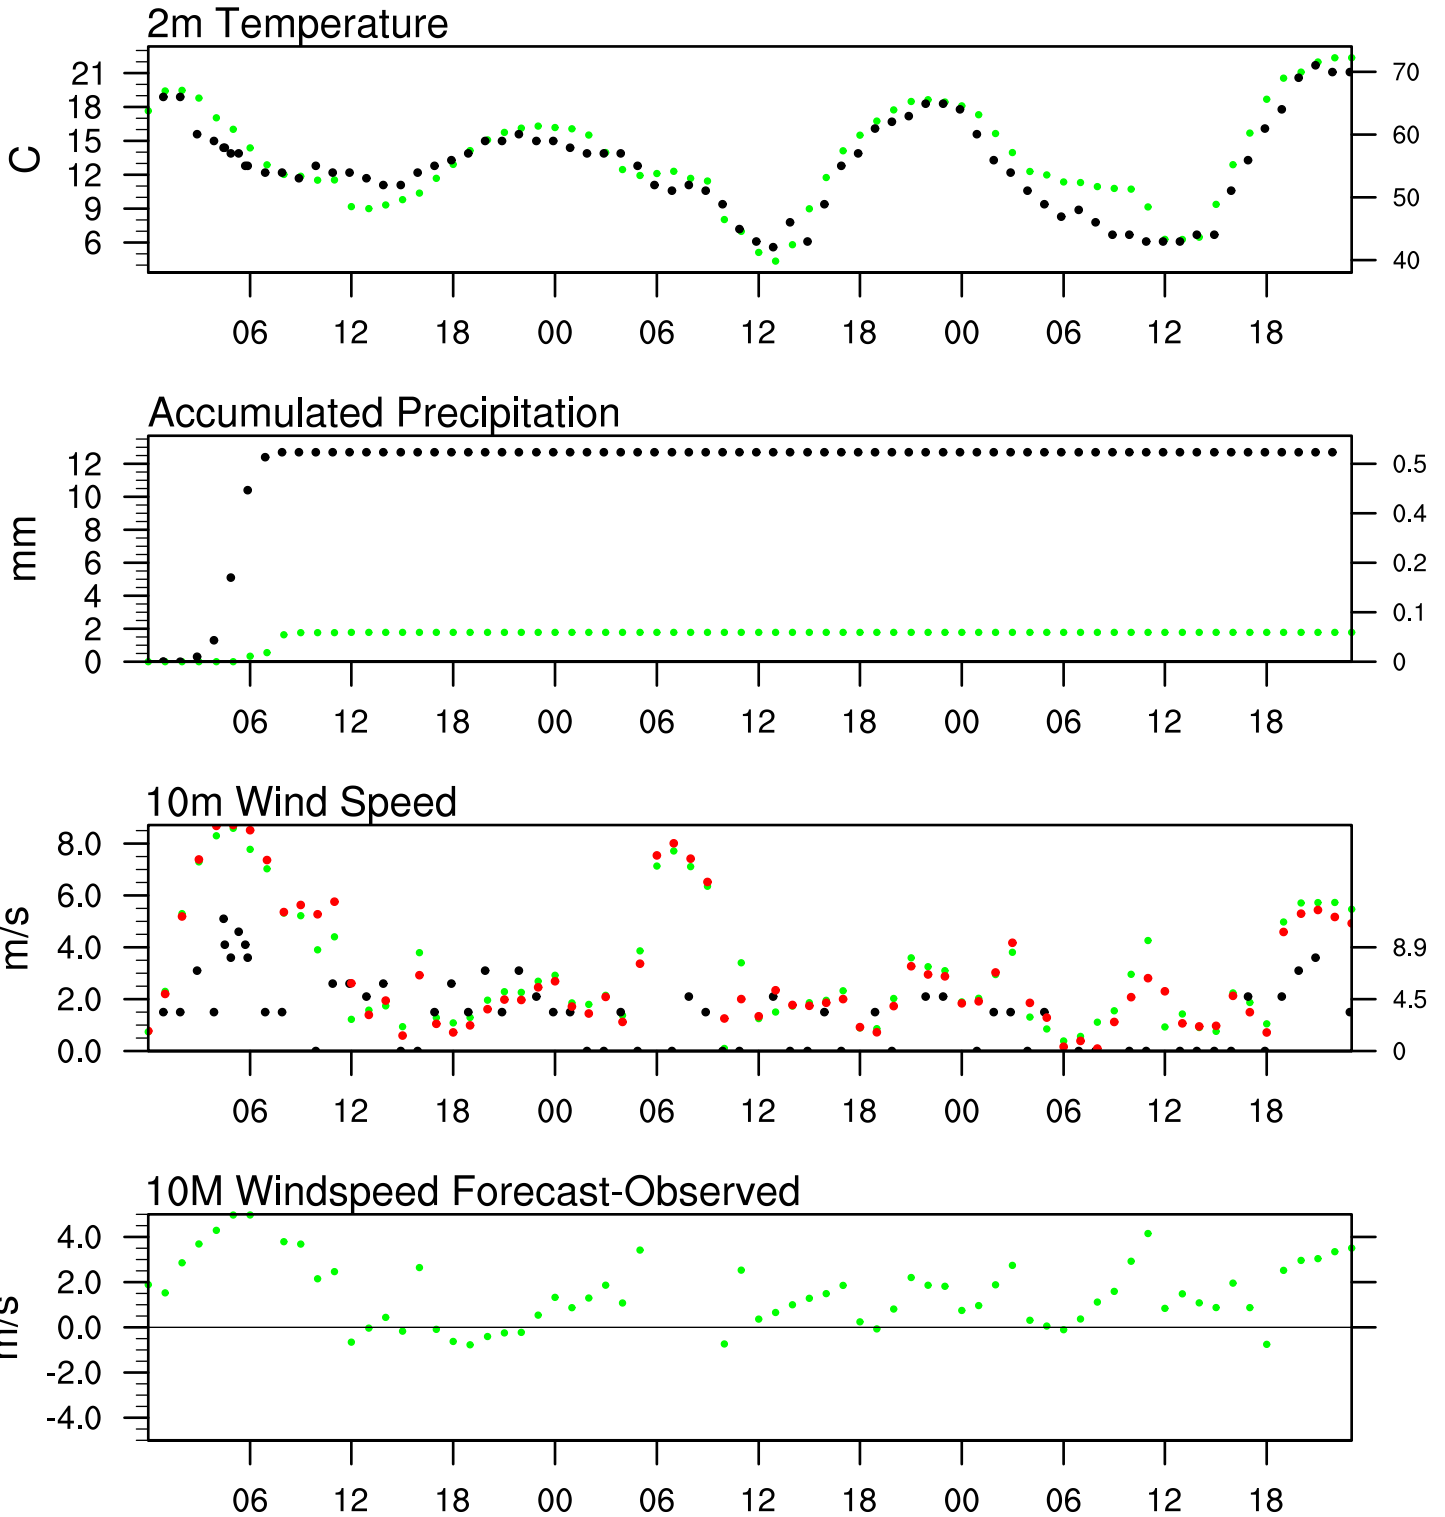 2m Temperature
21
18
15
12
9
6
C
70
60
50
40
06 12 18 00 06 12 18 00 06 12 18
Accumulated Precipitation
12
10
8
6
4
2
0
mm
0.5
0.4
0.2
0.1
0
06 12 18 00 06 12 18 00 06 12 18
10m Wind Speed
8.0
6.0
4.0
2.0
0.0
m/s
8.9
4.5
0
06 12 18 00 06 12 18 00 06 12 18
10M Windspeed Forecast-Observed
4.0
2.0
0.0
-2.0
-4.0
m/s
06 12 18 00 06 12 18 00 06 12 18